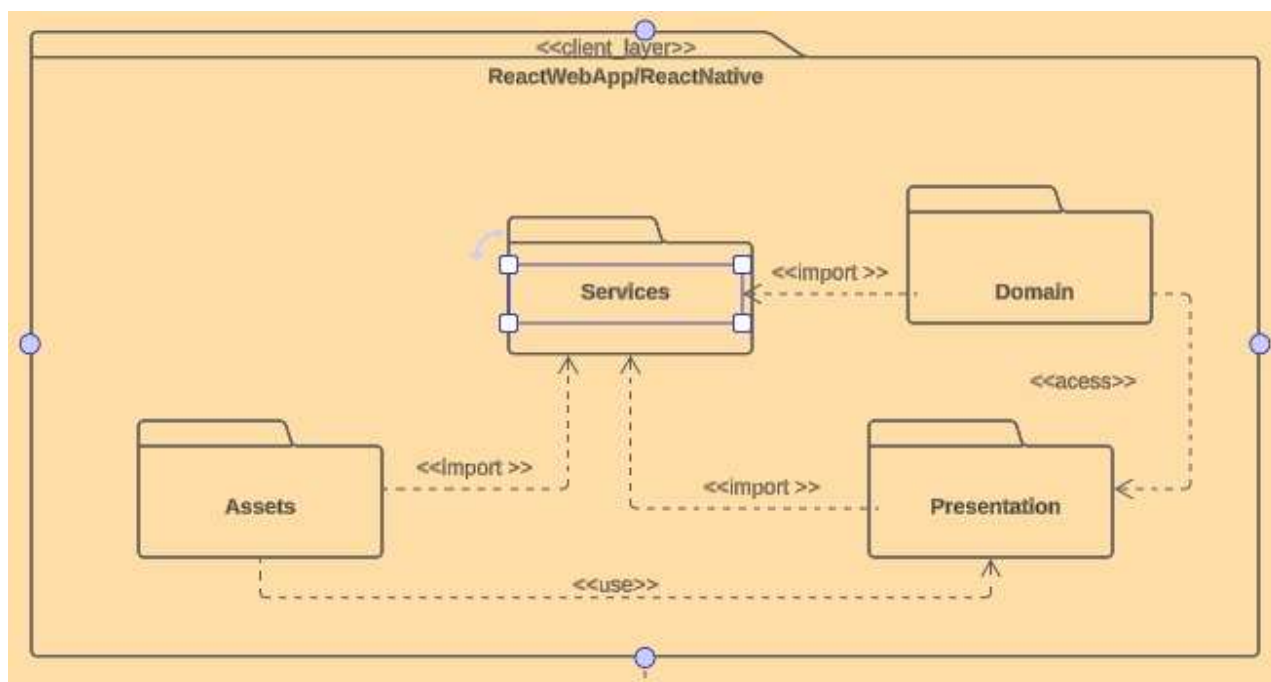 <<client_layer>>
ReactWebApp/ReactNative
<<import >>
Services
Domain
<<acess>>
<<import >>
<<import >>
Assets
Presentation
<<use>>